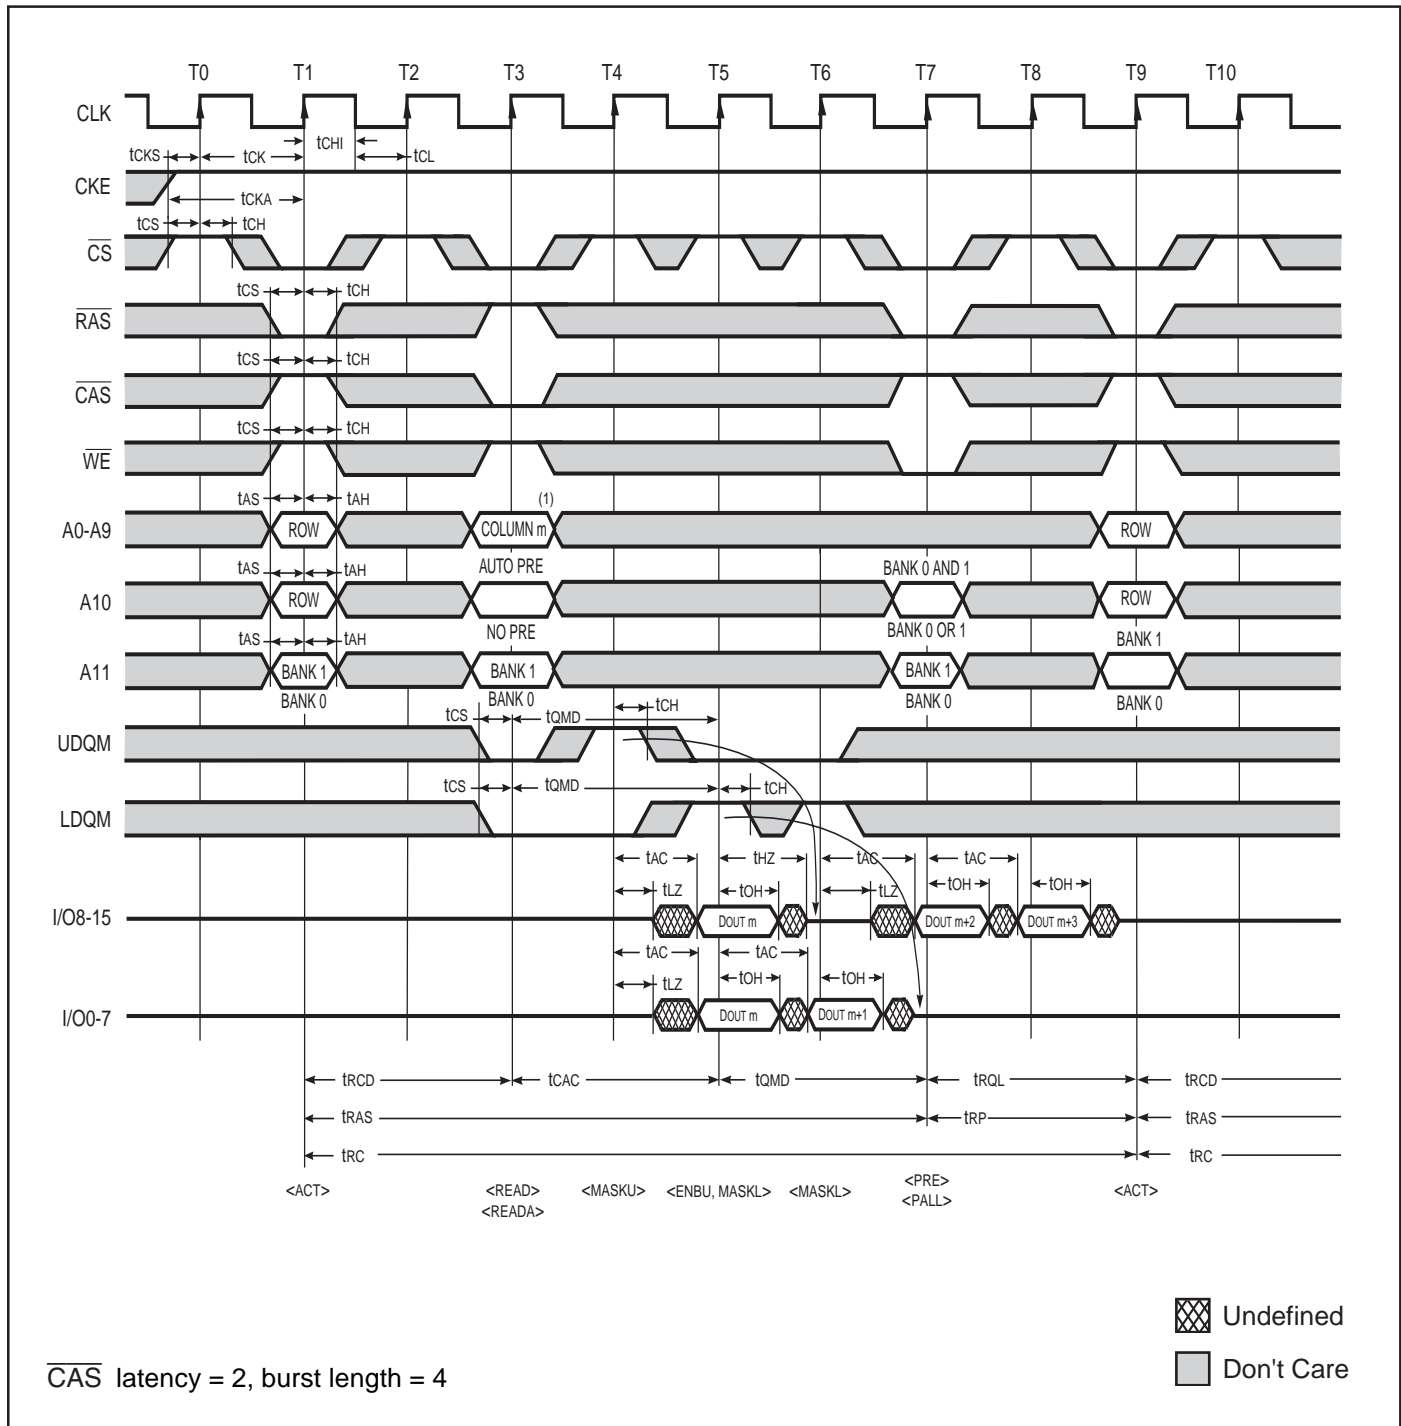 T0 T1 T2 T3 T4 T5 T6 T7 T8 T9 T10
CLK
tCHI
tCKS tCK tCL
CKE
tCKA
tCS tCH
CS
tCS tCH
RAS
tCS tCH
CAS
tCS tCH
WE
tAS tAH (1)
A0-A9 ROW COLUMN m ROW
tAS tAH AUTO PRE BANK 0 AND 1
A10 ROW ROW
tAS tAH NO PRE BANK 0 OR 1 BANK 1
A11 BANK 1 BANK 1 BANK 1
BANK 0 BANK 0 BANK 0 BANK 0
tCS tQMD tCH
UDQM
tCS tQMD tCH
LDQM
tAC tHZ tAC tAC
tLZ tOH tLZ tOH tOH
I/O8-15 DOUT m DOUT m+2 DOUT m+3
tAC tAC
tLZ tOH tOH
I/O0-7 DOUT m DOUT m+1
tRCD tCAC tQMD tRQL tRCD
tRAS tRP tRAS
tRC tRC
<ACT> <READ> <MASKU> <ENBU, MASKL> <MASKL> <PRE> <ACT>
<READA> <PALL>
Undefined
Don't Care
CAS latency = 2, burst length = 4